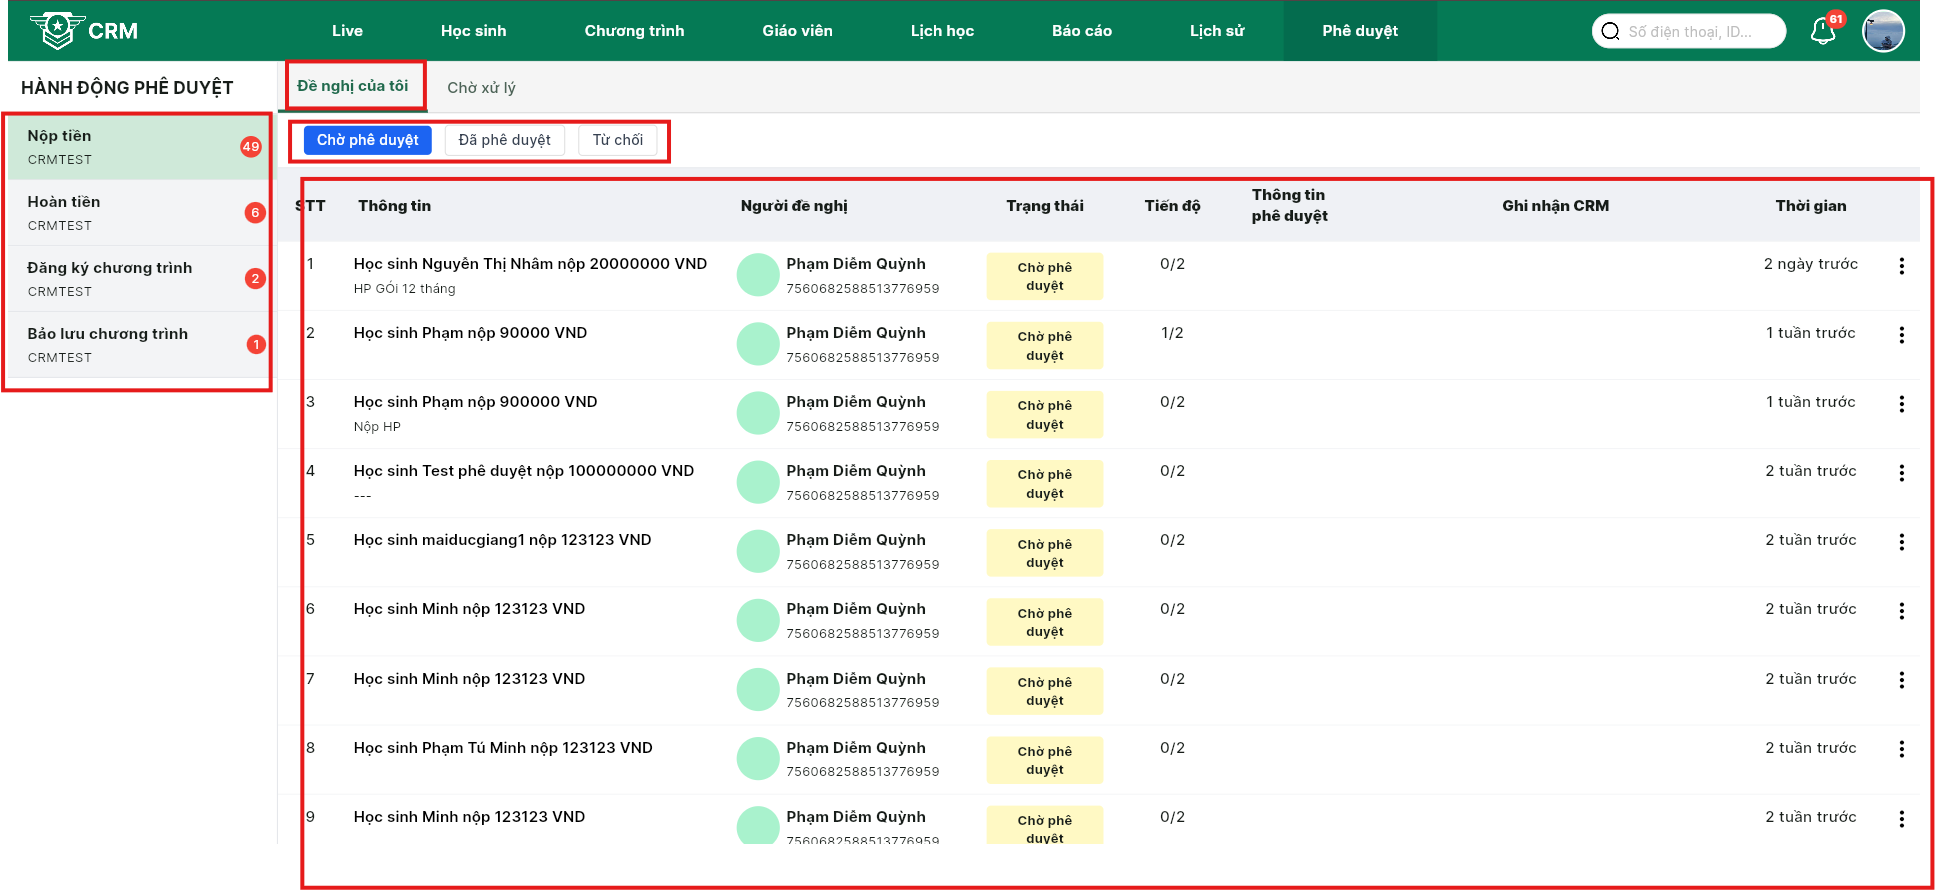 CRM
Live
Học sinh
Chương trình
Giáo viên
Lịch học
Báo cáo
Lịch sử
Phê duyệt
Số điện thoại, ID...
61
HÀNH ĐỘNG PHÊ DUYỆT
Nộp tiền
CRMTEST
49
Hoàn tiền
CRMTEST
6
Đăng ký chương trình
CRMTEST
2
Bảo lưu chương trình
CRMTEST
1
Đề nghị của tôi
Chờ xử lý
Chờ phê duyệt
Đã phê duyệt
Từ chối
STT
Thông tin
Người đề nghị
Trạng thái
Tiến độ
Thông tin
phê duyệt
Ghi nhận CRM
Thời gian
1
Học sinh Nguyễn Thị Nhâm nộp 20000000 VND
HP GÓI 12 tháng
Phạm Diễm Quỳnh
7560682588513776959
Chờ phê
duyệt
0/2
2 ngày trước
2
Học sinh Phạm nộp 90000 VND
Phạm Diễm Quỳnh
7560682588513776959
Chờ phê
duyệt
1/2
1 tuần trước
3
Học sinh Phạm nộp 900000 VND
Nộp HP
Phạm Diễm Quỳnh
7560682588513776959
Chờ phê
duyệt
0/2
1 tuần trước
4
Học sinh Test phê duyệt nộp 100000000 VND
---
Phạm Diễm Quỳnh
7560682588513776959
Chờ phê
duyệt
0/2
2 tuần trước
5
Học sinh maiducgiang1 nộp 123123 VND
Phạm Diễm Quỳnh
7560682588513776959
Chờ phê
duyệt
0/2
2 tuần trước
6
Học sinh Minh nộp 123123 VND
Phạm Diễm Quỳnh
7560682588513776959
Chờ phê
duyệt
0/2
2 tuần trước
7
Học sinh Minh nộp 123123 VND
Phạm Diễm Quỳnh
7560682588513776959
Chờ phê
duyệt
0/2
2 tuần trước
8
Học sinh Phạm Tú Minh nộp 123123 VND
Phạm Diễm Quỳnh
7560682588513776959
Chờ phê
duyệt
0/2
2 tuần trước
9
Học sinh Minh nộp 123123 VND
Phạm Diễm Quỳnh
7560682588513776959
Chờ phê
duyệt
0/2
2 tuần trước